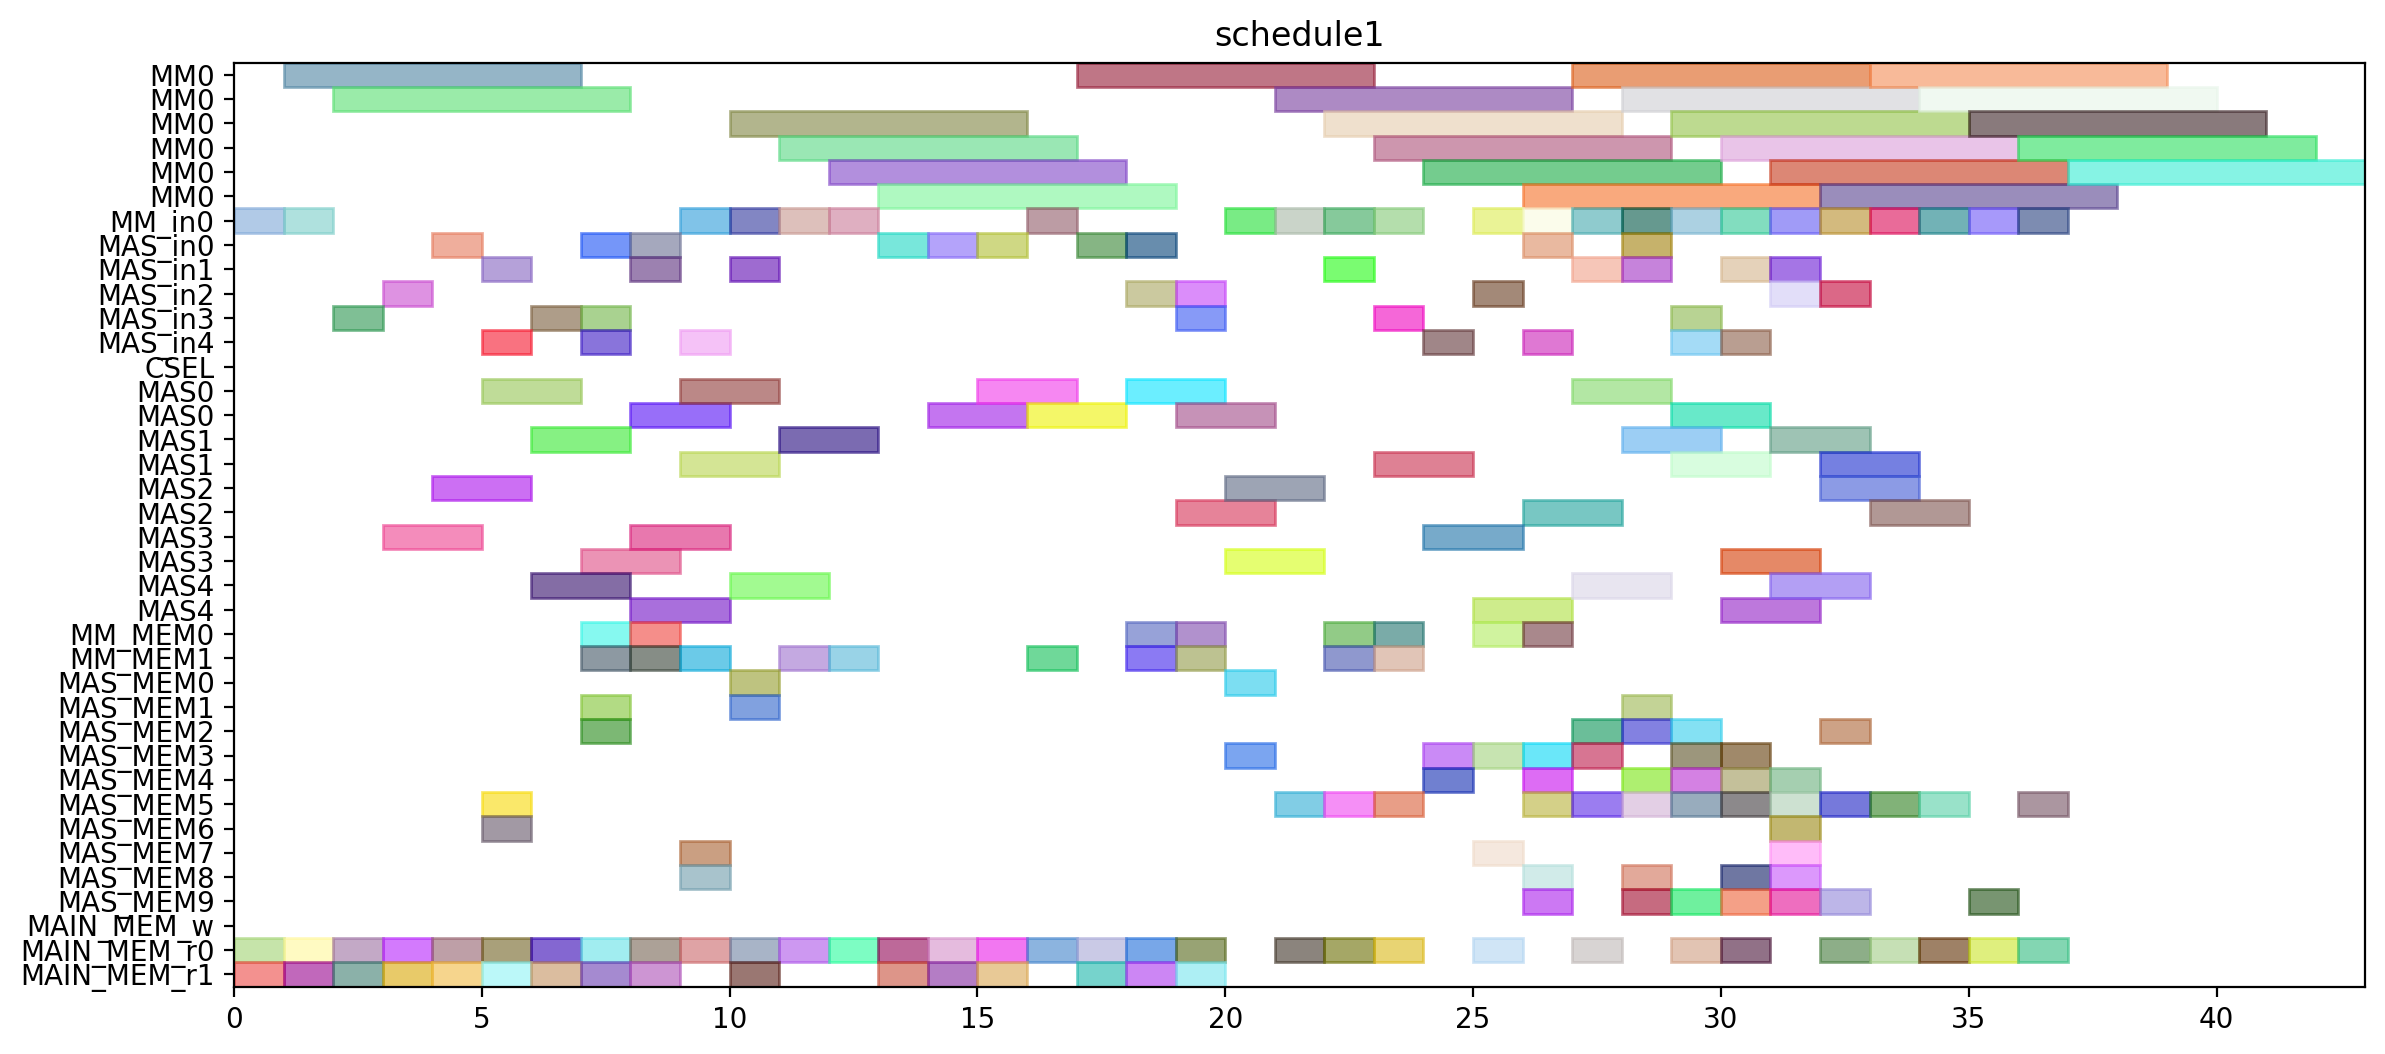 schedule1
MM0
MM0
MM0
MM0
MM0
MM0
MM_in0
MAS_in0
MAS_in1
MAS_in2
MAS_in3
MAS_in4
CSEL
MAS0
MAS0
MAS1
MAS1
MAS2
MAS2
MAS3
MAS3
MAS4
MAS4
MM_MEM0
MM_MEM1
MAS_MEM0
MAS_MEM1
MAS_MEM2
MAS_MEM3
MAS_MEM4
MAS_MEM5
MAS_MEM6
MAS_MEM7
MAS_MEM8
MAS_MEM9
MAIN_MEM_w
MAIN_MEM_r0
MAIN_MEM_r1
0 5 10 15 20 25 30 35 40